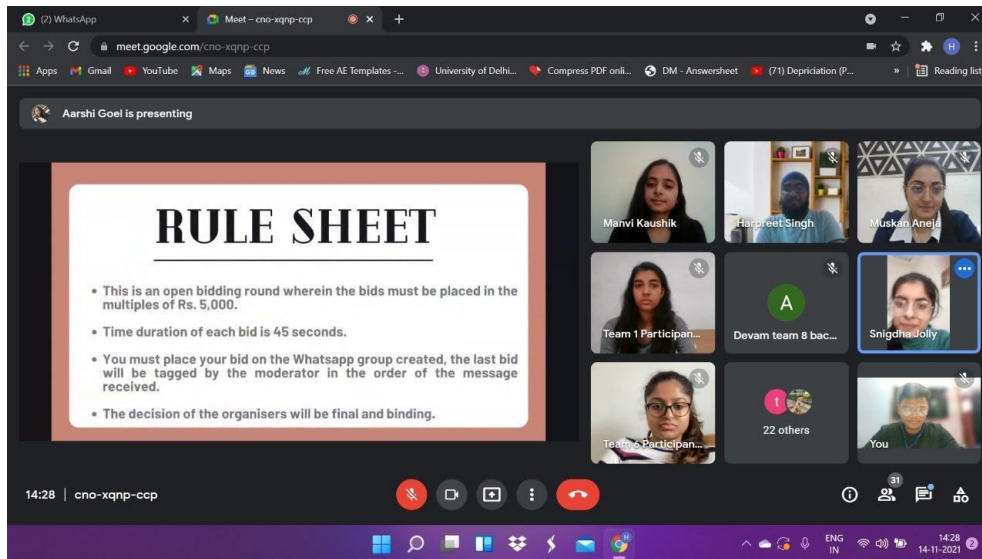 (2) WhatsApp
Meet – cno-xqnp-ccp
meet.google.com/cno-xqnp-ccp
H
Apps
Gmail
YouTube
Maps
News
Free AE Templates -...
University of Delhi...
Compress PDF onli...
DM - Answersheet
(71) Depriciation (P...
»
Reading list
Aarshi Goel is presenting
RULE SHEET
• This is an open bidding round wherein the bids must be placed in the
multiples of Rs. 5,000.
• Time duration of each bid is 45 seconds.
• You must place your bid on the Whatsapp group created, the last bid
will be tagged by the moderator in the order of the message
received.
• The decision of the organisers will be final and binding.
Manvi Kaushik
Harpreet Singh
Muskan Aneja
Team 1 Participan...
A
Devam team 8 bac...
Snigdha Jolly
Team 6 Participan...
t
22 others
You
14:28 | cno-xqnp-ccp
31
ENG
IN
14:28
14-11-2021
2